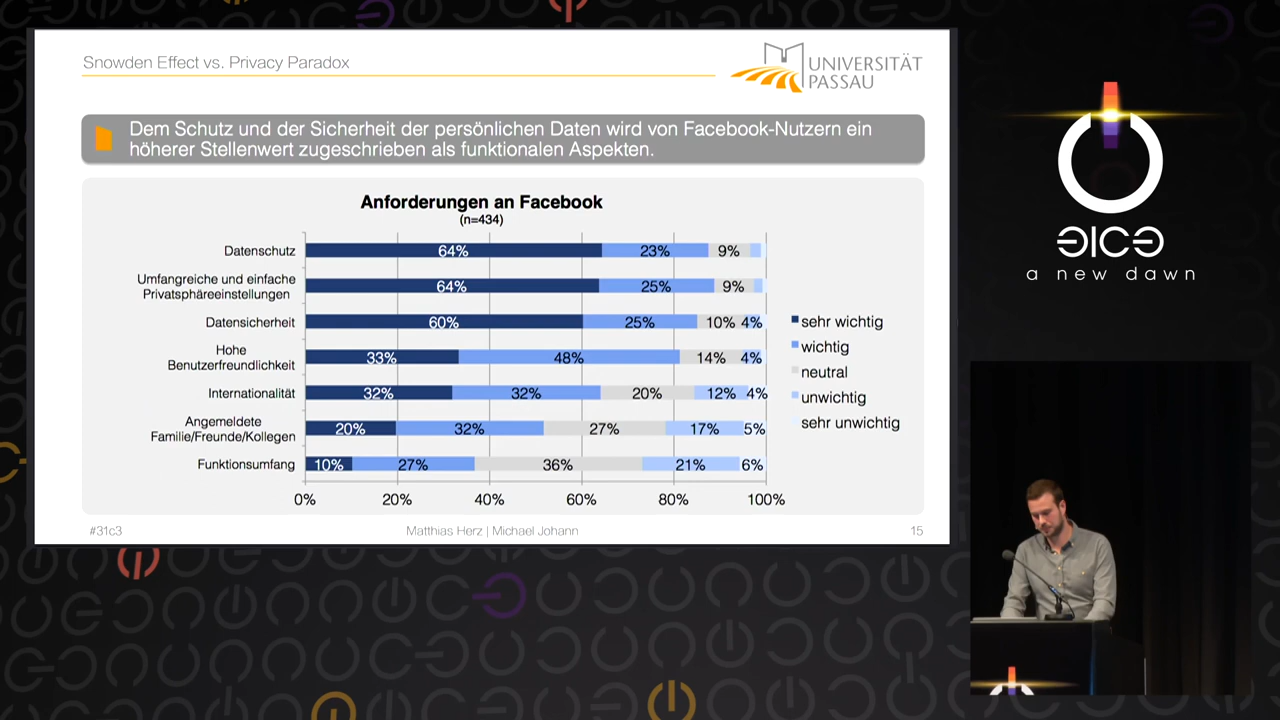 Snowden Effect vs. Privacy Paradox
UNIVERSITÄT
PASSAU
Dem Schutz und der Sicherheit der persönlichen Daten wird von Facebook-Nutzern ein
höherer Stellenwert zugeschrieben als funktionalen Aspekten.
Anforderungen an Facebook
(n=434)
Datenschutz 64% 23% 9%
Umfangreiche und einfache
Privatsphäreeinstellungen 64% 25% 9%
Datensicherheit 60% 25% 10% 4%
Hohe
Benutzerfreundlichkeit 33% 48% 14% 4%
Internationalität 32% 32% 20% 12% 4%
Angemeldete
Familie/Freunde/Kollegen 20% 32% 27% 17% 5%
Funktionsumfang 10% 27% 36% 21% 6%
0% 20% 40% 60% 80% 100%
sehr wichtig
wichtig
neutral
unwichtig
sehr unwichtig
#31c3 Matthias Herz | Michael Johann 15
31C3
a new dawn